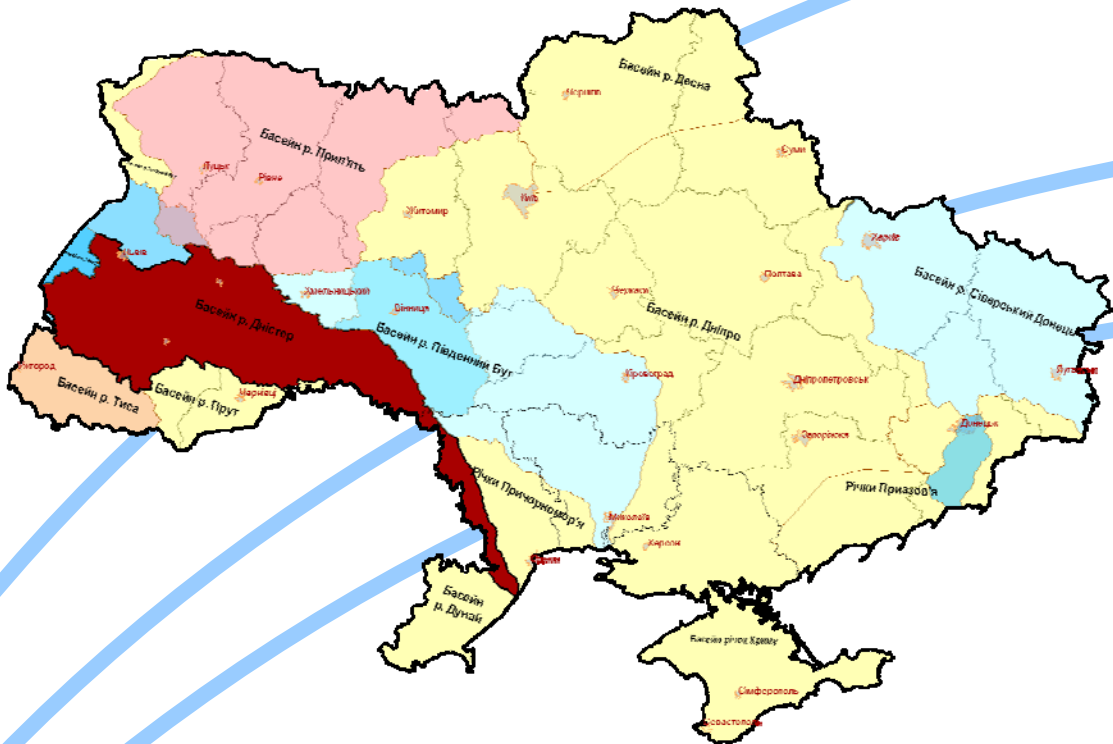 Басейн р. Десна
Чернігів
Суми
Басейн р. Прип'ять
Луцьк
Рівне
Житомир
Київ
Харків
Львів
Хмельницький
Вінниця
Черкаси
Полтава
Басейн р. Сіверський Донець
Басейн р. Дністер
Басейн р. Південний Буг
Басейн р. Дніпро
Ужгород
Басейн р. Тиса
Басейн р. Прут
Чернівці
Кіровоград
Дніпропетровськ
Луганськ
Запоріжжя
Донецьк
Річки Причорномор'я
Річки Приазов'я
Миколаїв
Херсон
Одеса
Басейн
р. Дунай
Басейн річок Криму
Сімферополь
Севастополь